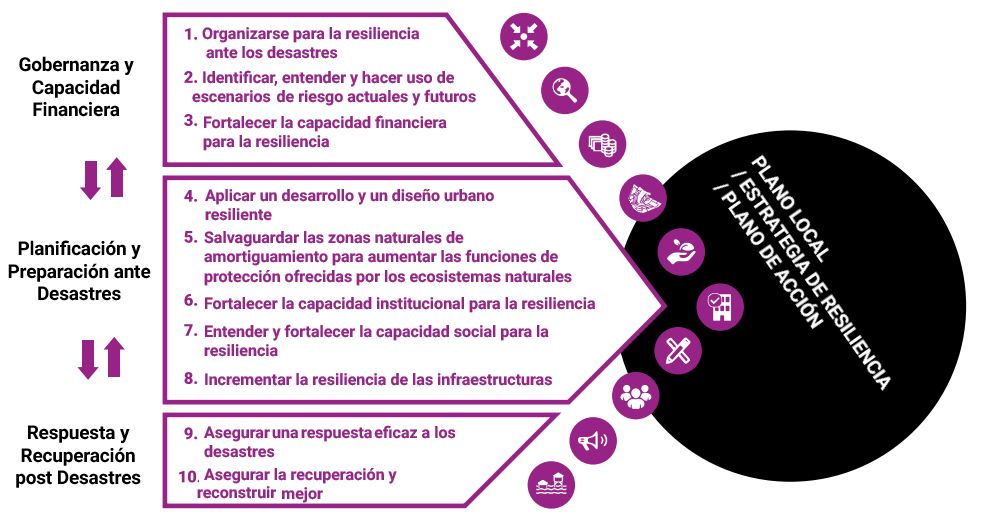 Gobernanza y
Capacidad
Financiera
1. Organizarse para la resiliencia
ante los desastres
2. Identificar, entender y hacer uso de
escenarios de riesgo actuales y futuros
3. Fortalecer la capacidad financiera
para la resiliencia
Planificación y
Preparación ante
Desastres
4. Aplicar un desarrollo y un diseño urbano
resiliente
5. Salvaguardar las zonas naturales de
amortiguamiento para aumentar las funciones de
protección ofrecidas por los ecosistemas naturales
6. Fortalecer la capacidad institucional para la resiliencia
7. Entender y fortalecer la capacidad social para la
resiliencia
8. Incrementar la resiliencia de las infraestructuras
Respuesta y
Recuperación
post Desastres
9. Asegurar una respuesta eficaz a los
desastres
10. Asegurar la recuperación y
reconstruir mejor
PLANO LOCAL
/ ESTRATEGIA DE RESILIENCIA
/ PLANO DE ACCIÓN